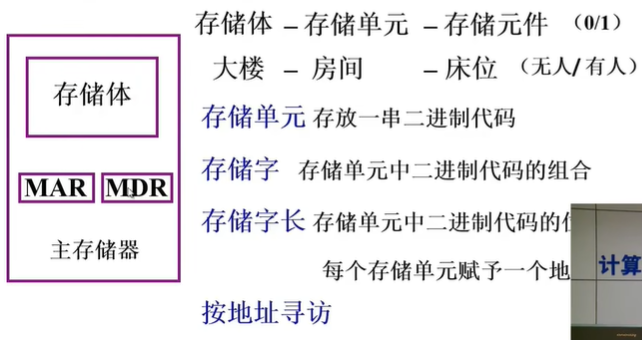 存储体 – 存储单元 – 存储元件 （0/1）
大楼 – 房间 – 床位 （无人/ 有人）
存储体
MAR MDR
主存储器
存储单元 存放一串二进制代码
存储字 存储单元中二进制代码的组合
存储字长 存储单元中二进制代码的
每个存储单元赋予一个地
按地址寻访
计算